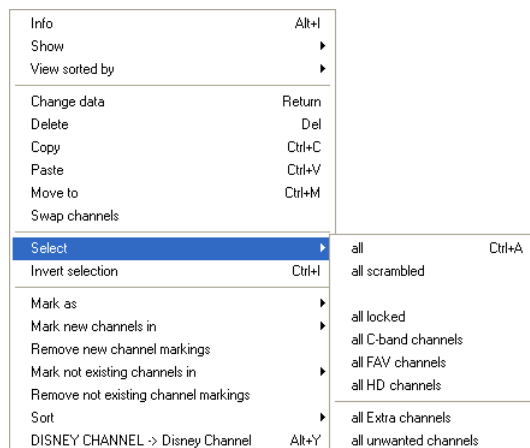 Info Alt+I
Show
View sorted by
Change data Return
Delete Del
Copy Ctrl+C
Paste Ctrl+V
Move to Ctrl+M
Swap channels
Select
Invert selection Ctrl+I
Mark as
Mark new channels in
Remove new channel markings
Mark not existing channels in
Remove not existing channel markings
Sort
DISNEY CHANNEL -> Disney Channel Alt+Y
all Ctrl+A
all scrambled
all locked
all C-band channels
all FAV channels
all HD channels
all Extra channels
all unwanted channels